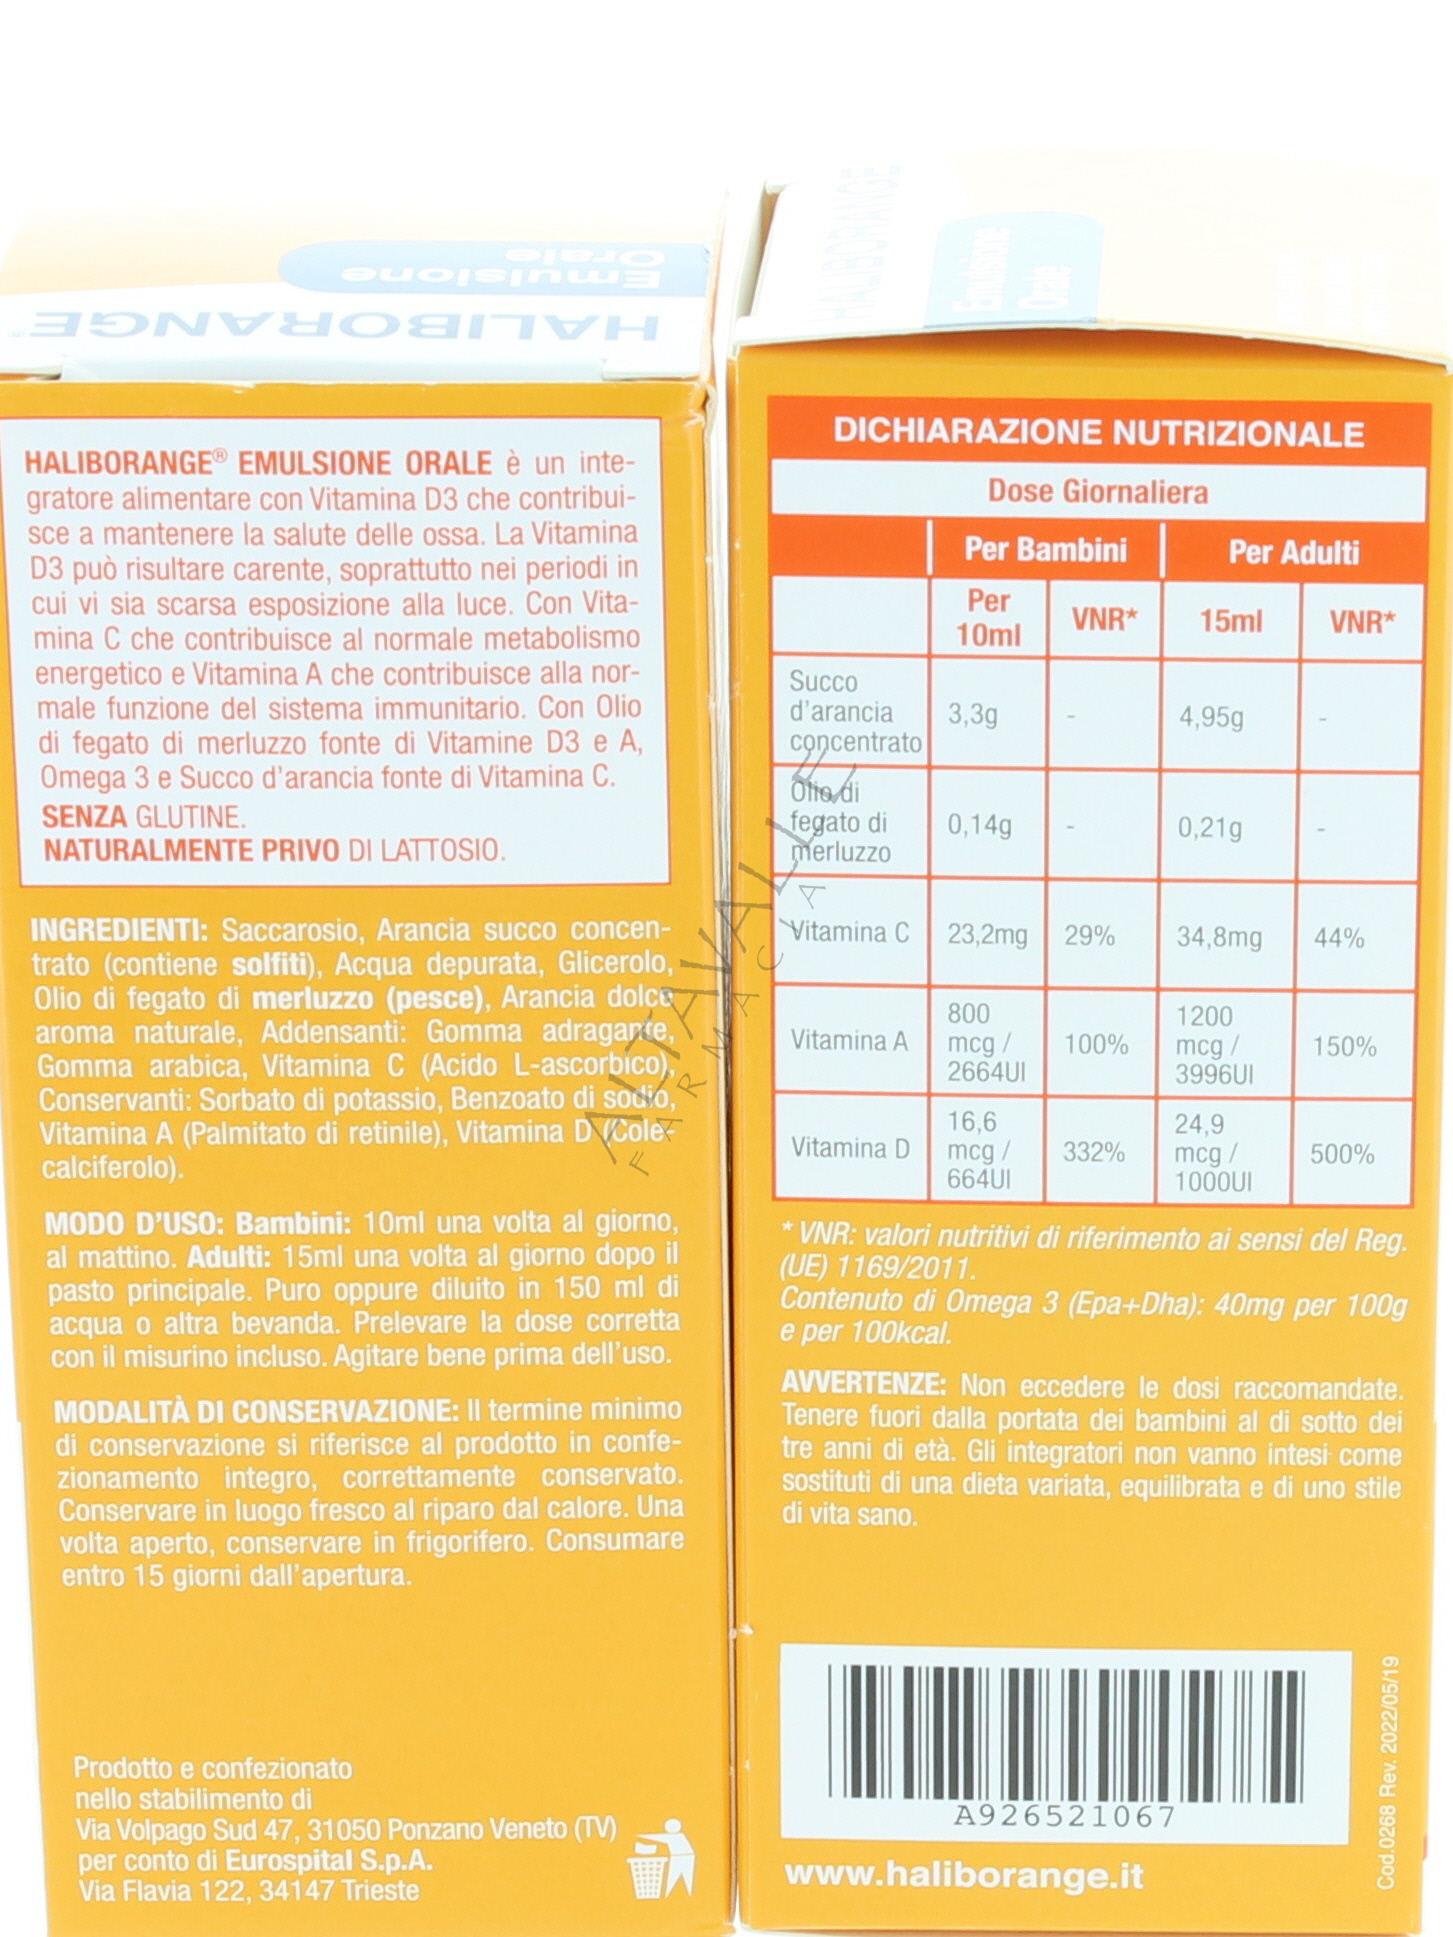 Emulsione
Orale
HALIBORANGE®
HALIBORANGE® EMULSIONE ORALE è un inte-
gratore alimentare con Vitamina D3 che contribui-
sce a mantenere la salute delle ossa. La Vitamina
D3 può risultare carente, soprattutto nei periodi in
cui vi sia scarsa esposizione alla luce. Con Vita-
mina C che contribuisce al normale metabolismo
energetico e Vitamina A che contribuisce alla nor-
male funzione del sistema immunitario. Con Olio
di fegato di merluzzo fonte di Vitamine D3 e A,
Omega 3 e Succo d'arancia fonte di Vitamina C.
SENZA GLUTINE.
NATURALMENTE PRIVO DI LATTOSIO.
INGREDIENTI: Saccarosio, Arancia succo concen-
trato (contiene solfiti), Acqua depurata, Glicerolo,
Olio di fegato di merluzzo (pesce), Arancia dolce
aroma naturale, Addensanti: Gomma adragante,
Gomma arabica, Vitamina C (Acido L-ascorbico),
Conservanti: Sorbato di potassio, Benzoato di sodio,
Vitamina A (Palmitato di retinile), Vitamina D (Cole-
calciferolo).
MODO D'USO: Bambini: 10ml una volta al giorno,
al mattino. Adulti: 15ml una volta al giorno dopo il
pasto principale. Puro oppure diluito in 150 ml di
acqua o altra bevanda. Prelevare la dose corretta
con il misurino incluso. Agitare bene prima dell'uso.
MODALITÀ DI CONSERVAZIONE: Il termine minimo
di conservazione si riferisce al prodotto in confe-
zionamento integro, correttamente conservato.
Conservare in luogo fresco al riparo dal calore. Una
volta aperto, conservare in frigorifero. Consumare
entro 15 giorni dall'apertura.
Prodotto e confezionato
nello stabilimento di
Via Volpago Sud 47, 31050 Ponzano Veneto (TV)
per conto di Eurospital S.p.A.
Via Flavia 122, 34147 Trieste
HALIBORANGE
Emulsione
Orale
DICHIARAZIONE NUTRIZIONALE
Dose Giornaliera
Per Bambini Per Adulti
Per 10ml VNR* 15ml VNR*
Succo d'arancia concentrato 3,3g - 4,95g -
Olio di fegato di merluzzo 0,14g - 0,21g -
Vitamina C 23,2mg 29% 34,8mg 44%
Vitamina A 800 mcg / 2664UI 100% 1200 mcg / 3996UI 150%
Vitamina D 16,6 mcg / 664UI 332% 24,9 mcg / 1000UI 500%
* VNR: valori nutritivi di riferimento ai sensi del Reg.
(UE) 1169/2011.
Contenuto di Omega 3 (Epa+Dha): 40mg per 100g
e per 100kcal.
AVVERTENZE: Non eccedere le dosi raccomandate.
Tenere fuori dalla portata dei bambini al di sotto dei
tre anni di età. Gli integratori non vanno intesi come
sostituti di una dieta variata, equilibrata e di uno stile
di vita sano.
A926521067
www.haliborange.it
Cod.0268 Rev. 2022/05/19
ALTAVALLE
FARMACIA